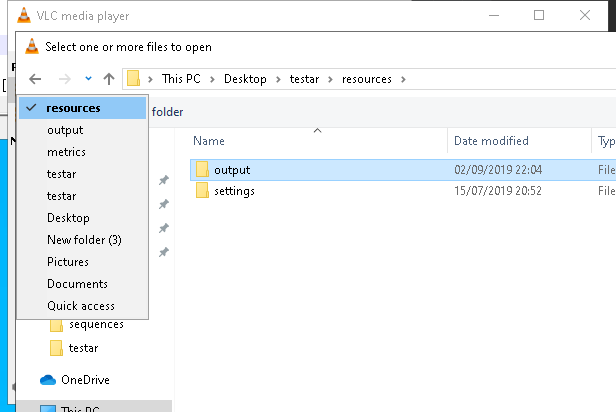 VLC media player
Select one or more files to open
This PC > Desktop > testar > resources >
folder
resources
output
metrics
testar
testar
Desktop
New folder (3)
Pictures
Documents
Quick access
Name Date modified Typ
output 02/09/2019 22:04 File
settings 15/07/2019 20:52 File
sequences
testar
OneDrive
This PC